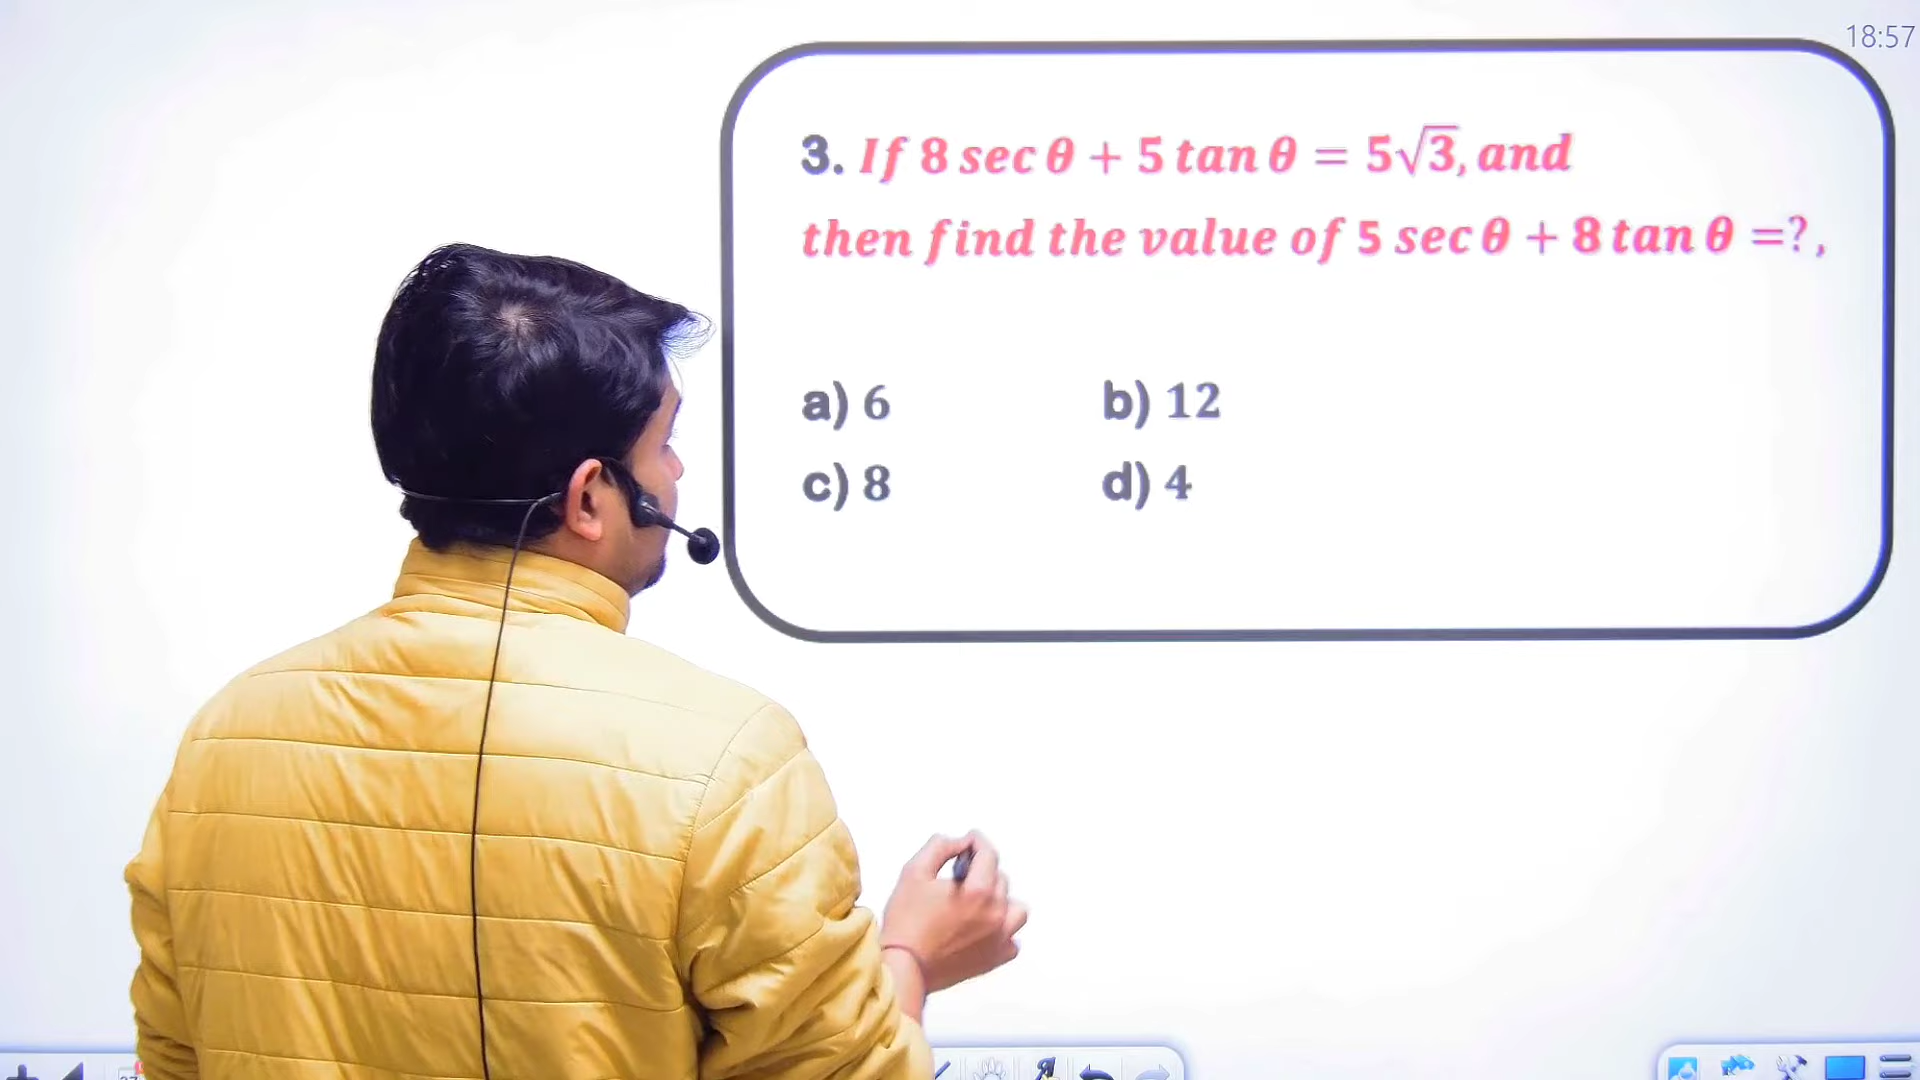 18:57
3. If 8 sec θ + 5 tan θ = 5√3, and
then find the value of 5 sec θ + 8 tan θ =? ,
a) 6 b) 12
c) 8 d) 4